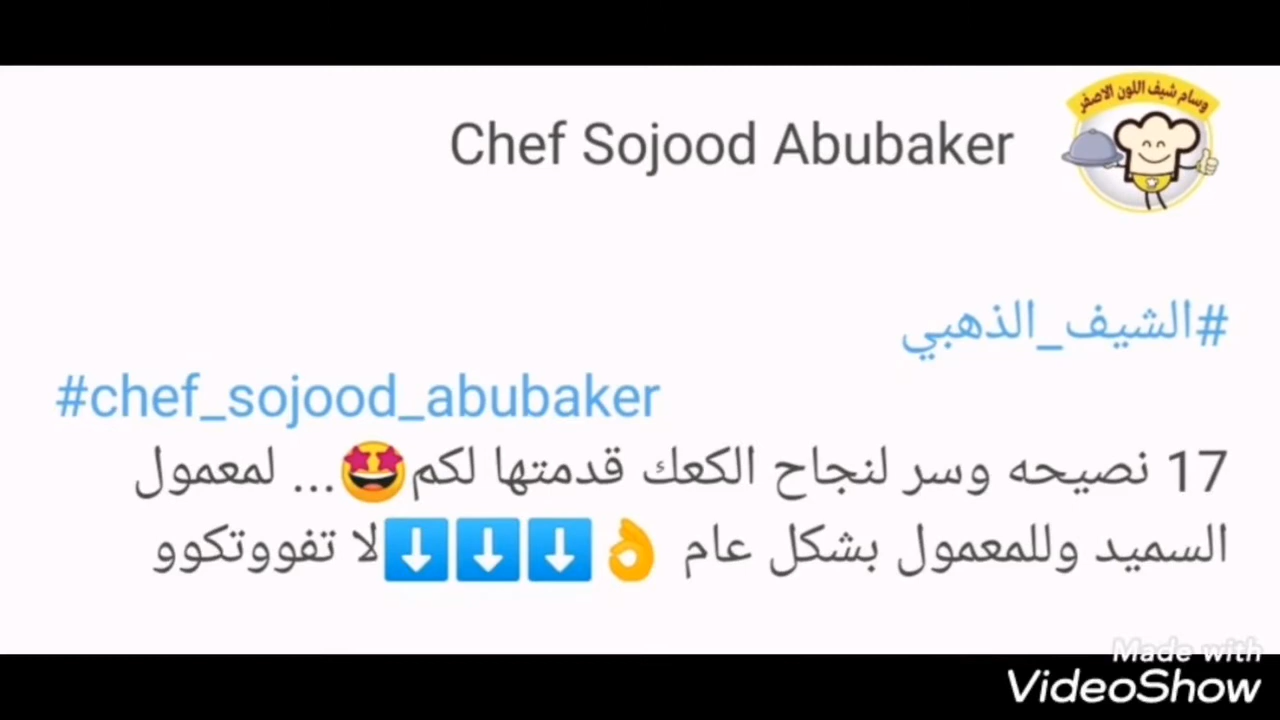 وسام شيف اللون الاصفر
Chef Sojood Abubaker
#الشيف_الذهبي
#chef_sojood_abubaker
17 نصيحه وسر لنجاح الكعك قدمتها لكم🤩... لمعمول
السميد وللمعمول بشكل عام 👌⬇️⬇️⬇️لا تفووتكوو
Made with
VideoShow